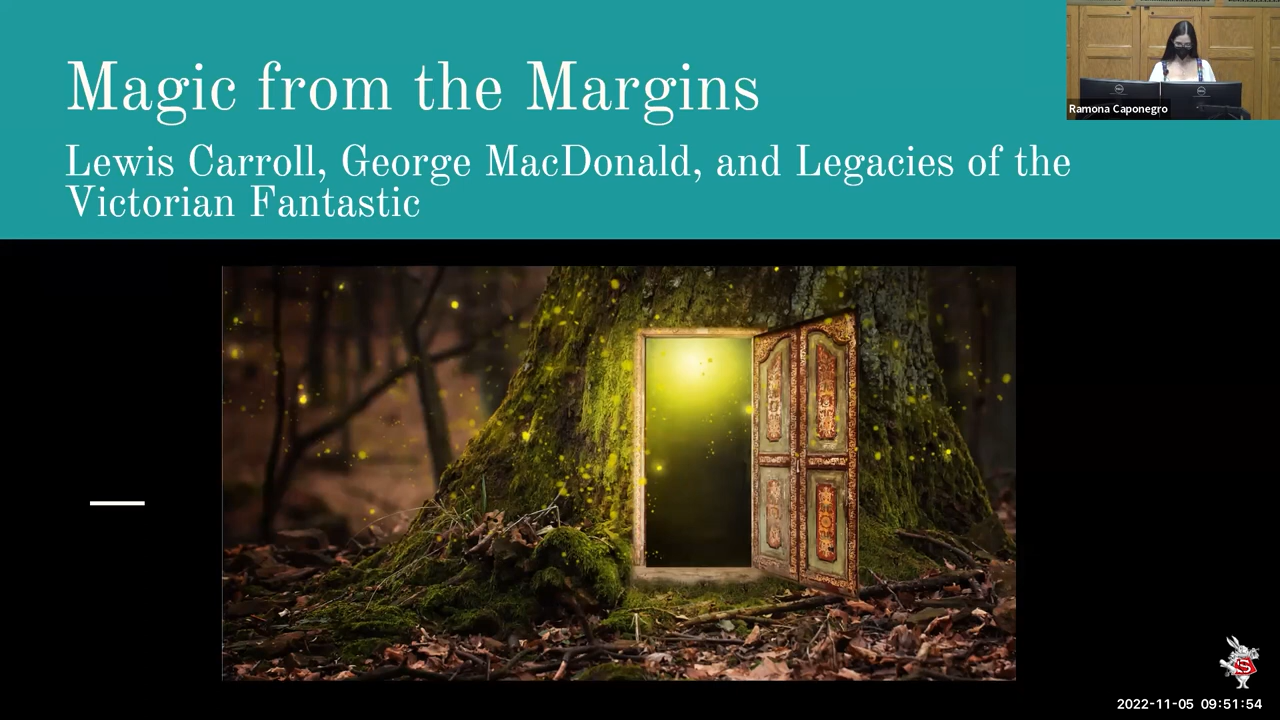 Magic from the Margins
Lewis Carroll, George MacDonald, and Legacies of the
Victorian Fantastic
Ramona Caponegro
S
2022-11-05 09:51:54